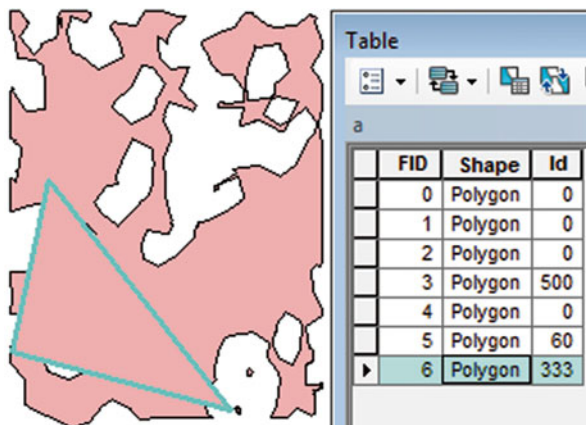 Table
a
FID Shape Id
0 Polygon 0
1 Polygon 0
2 Polygon 0
3 Polygon 500
4 Polygon 0
5 Polygon 60
6 Polygon 333